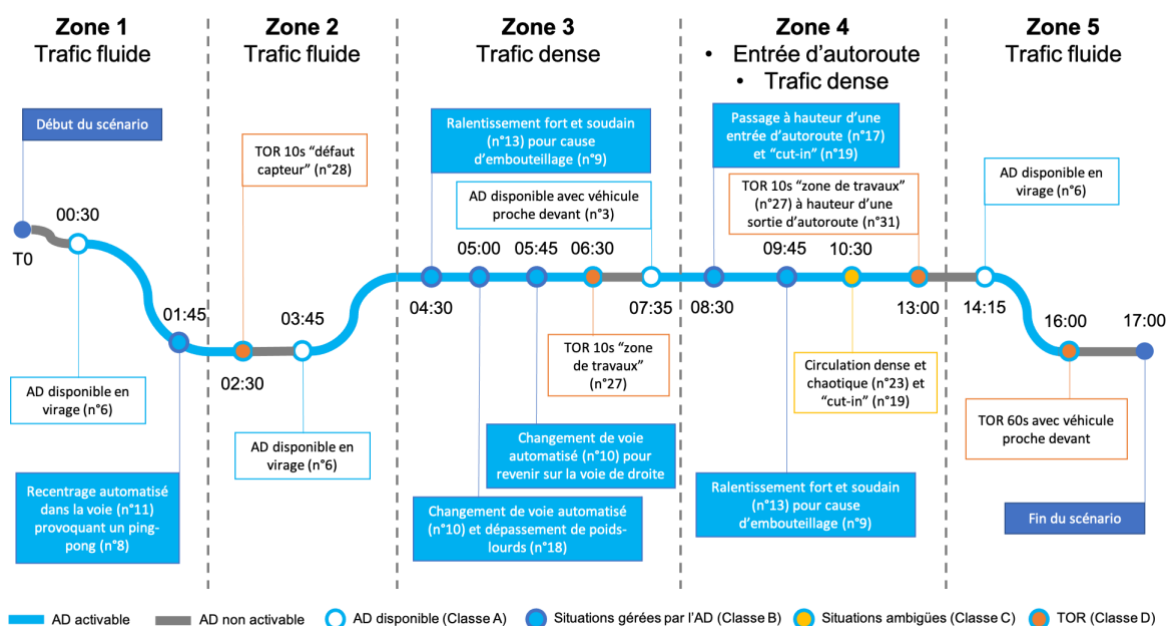 Zone 1
Trafic fluide
Zone 2
Trafic fluide
Zone 3
Trafic dense
Zone 4
• Entrée d'autoroute
• Trafic dense
Zone 5
Trafic fluide
Début du scénario
TOR 10s "défaut
capteur" (n°28)
Ralentissement fort et soudain
(n°13) pour cause
d'embouteillage (n°9)
AD disponible avec véhicule
proche devant (n°3)
Passage à hauteur d'une
entrée d'autoroute (n°17)
et "cut-in" (n°19)
TOR 10s "zone de travaux"
(n°27) à hauteur d'une
sortie d'autoroute (n°31)
AD disponible en
virage (n°6)
T0
00:30
01:45
02:30
03:45
04:30
05:00
05:45
06:30
07:35
08:30
09:45
10:30
13:00
14:15
16:00
17:00
AD disponible en
virage (n°6)
Recentrage automatisé
dans la voie (n°11)
provoquant un ping-
pong (n°8)
AD disponible en
virage (n°6)
TOR 10s "zone
de travaux"
(n°27)
Changement de voie
automatisé (n°10) pour
revenir sur la voie de droite
Changement de voie automatisé
(n°10) et dépassement de poids-
lourds (n°18)
Circulation dense et
chaotique (n°23) et
"cut-in" (n°19)
Ralentissement fort et soudain
(n°13) pour cause
d'embouteillage (n°9)
TOR 60s avec véhicule
proche devant
Fin du scénario
AD activable
AD non activable
AD disponible (Classe A)
Situations gérées par l'AD (Classe B)
Situations ambigües (Classe C)
TOR (Classe D)